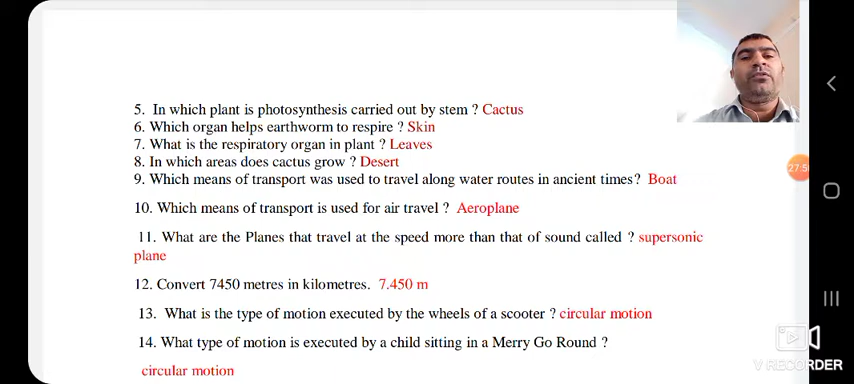 5. In which plant is photosynthesis carried out by stem ? Cactus
6. Which organ helps earthworm to respire ? Skin
7. What is the respiratory organ in plant ? Leaves
8. In which areas does cactus grow ? Desert
9. Which means of transport was used to travel along water routes in ancient times? Boat
10. Which means of transport is used for air travel ? Aeroplane
11. What are the Planes that travel at the speed more than that of sound called ? supersonic
plane
12. Convert 7450 metres in kilometres. 7.450 m
13. What is the type of motion executed by the wheels of a scooter ? circular motion
14. What type of motion is executed by a child sitting in a Merry Go Round ?
circular motion
V RECORDER